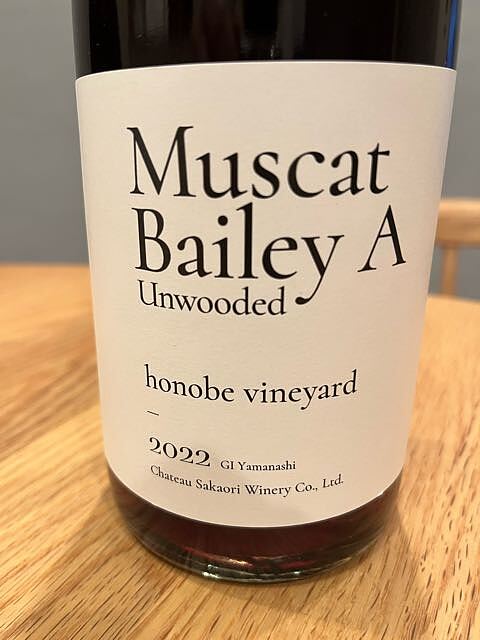 Muscat
Bailey A
Unwooded
honobe vineyard
—
2022 GI Yamanashi
Chateau Sakaori Winery Co., Ltd.